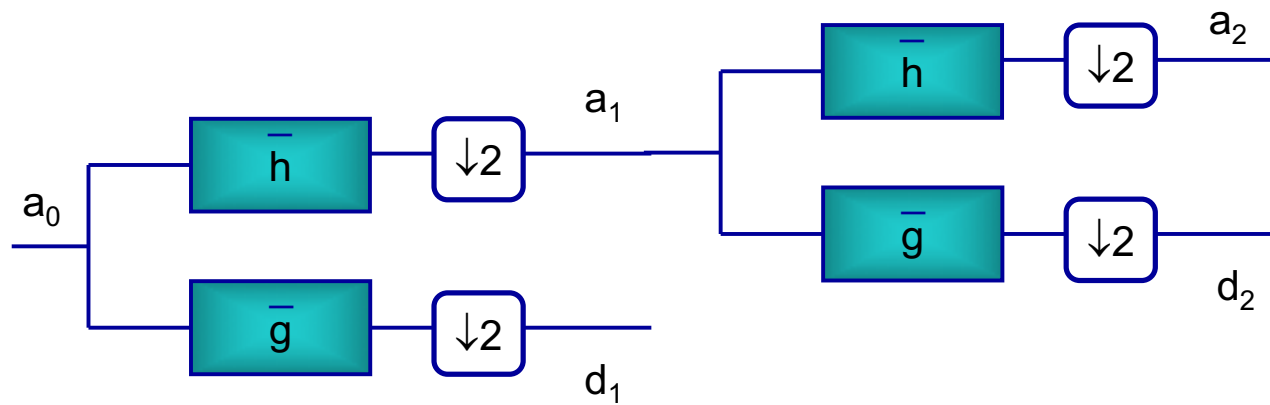 a₀
h̅
↓2
a₁
g̅
↓2
d₁
h̅
↓2
a₂
g̅
↓2
d₂